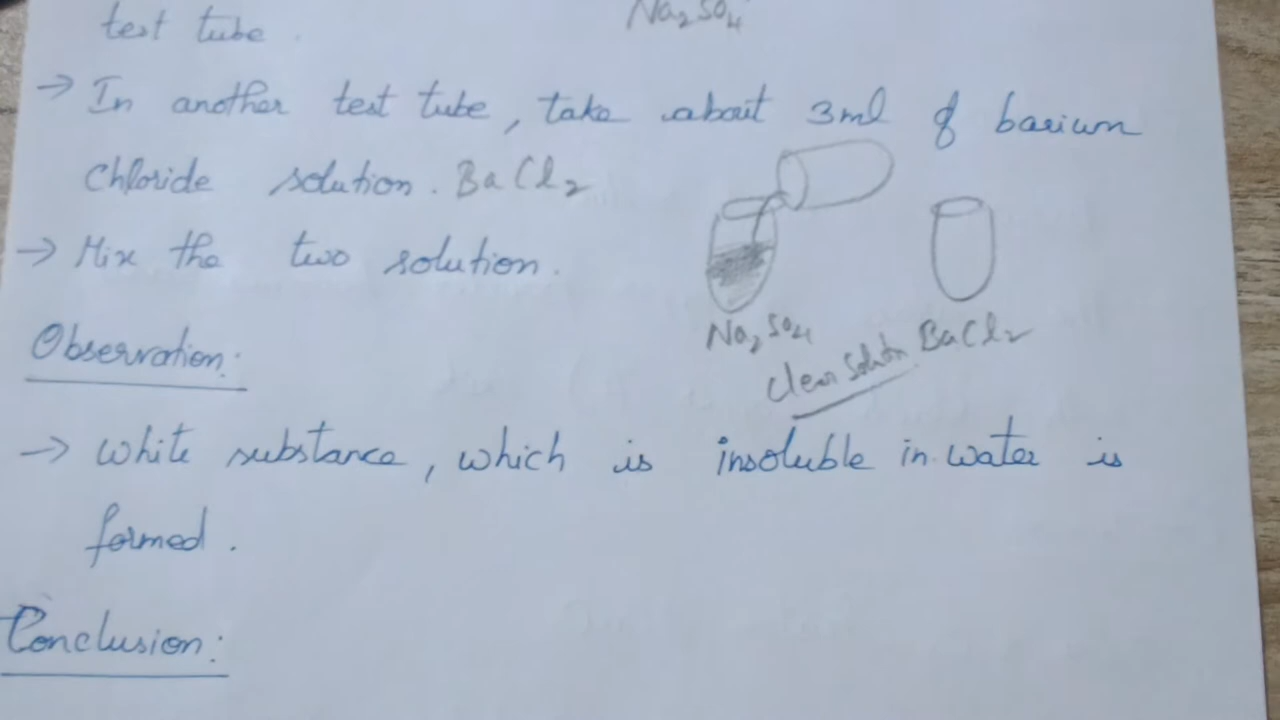 Na₂SO₄
test tube.
→ In another test tube, take about 3ml of barium
chloride solution. BaCl₂
→ Mix the two solution.
Na₂SO₄
BaCl₂
clear solutn
Observation:
→ White substance, which is insoluble in water is
formed.
Conclusion: